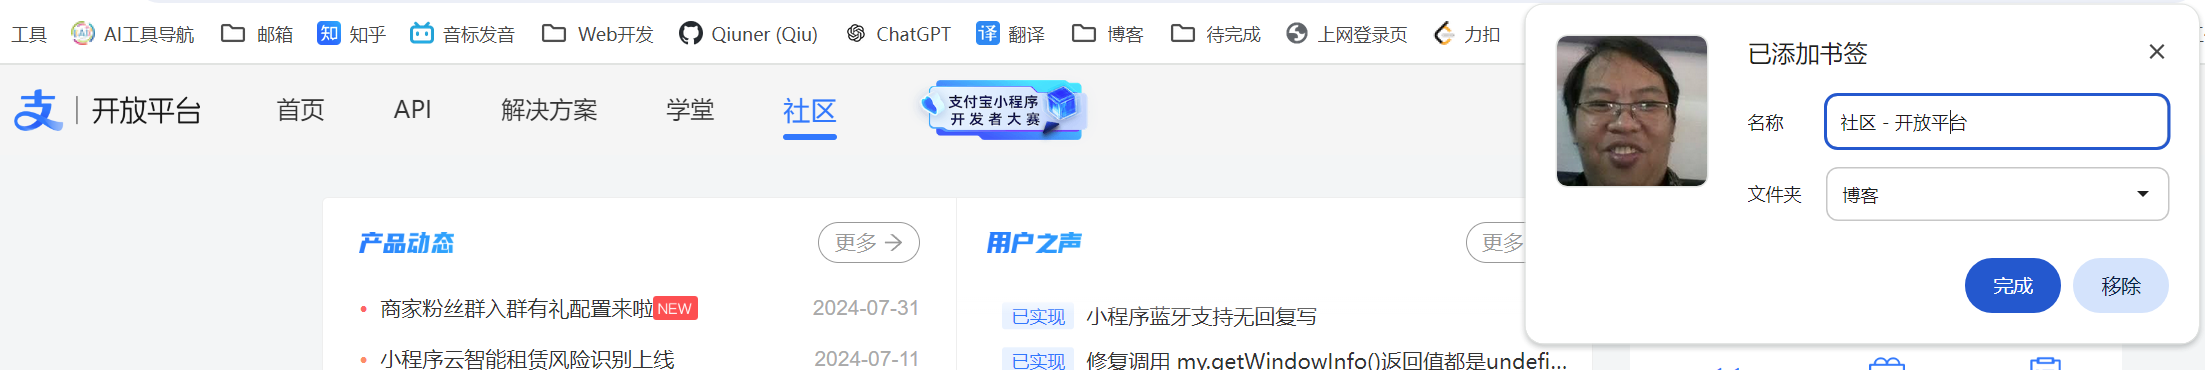 工具 AI工具导航 邮箱 知 知乎 音标发音 Web开发 Qiuner (Qiu) ChatGPT 译 翻译 博客 待完成 上网登录页 力扣
已添加书签
名称 社区 - 开放平台
文件夹 博客
完成 移除
支 开放平台 首页 API 解决方案 学堂 社区 支付宝小程序
开发者大赛
产品动态 更多
商家粉丝群入群有礼配置来啦 NEW 2024-07-31
小程序云智能租赁风险识别上线 2024-07-11
用户之声 更多
已实现 小程序蓝牙支持无回复写
已实现 修复调用 my.getWindowInfo()返回值都是undefi...